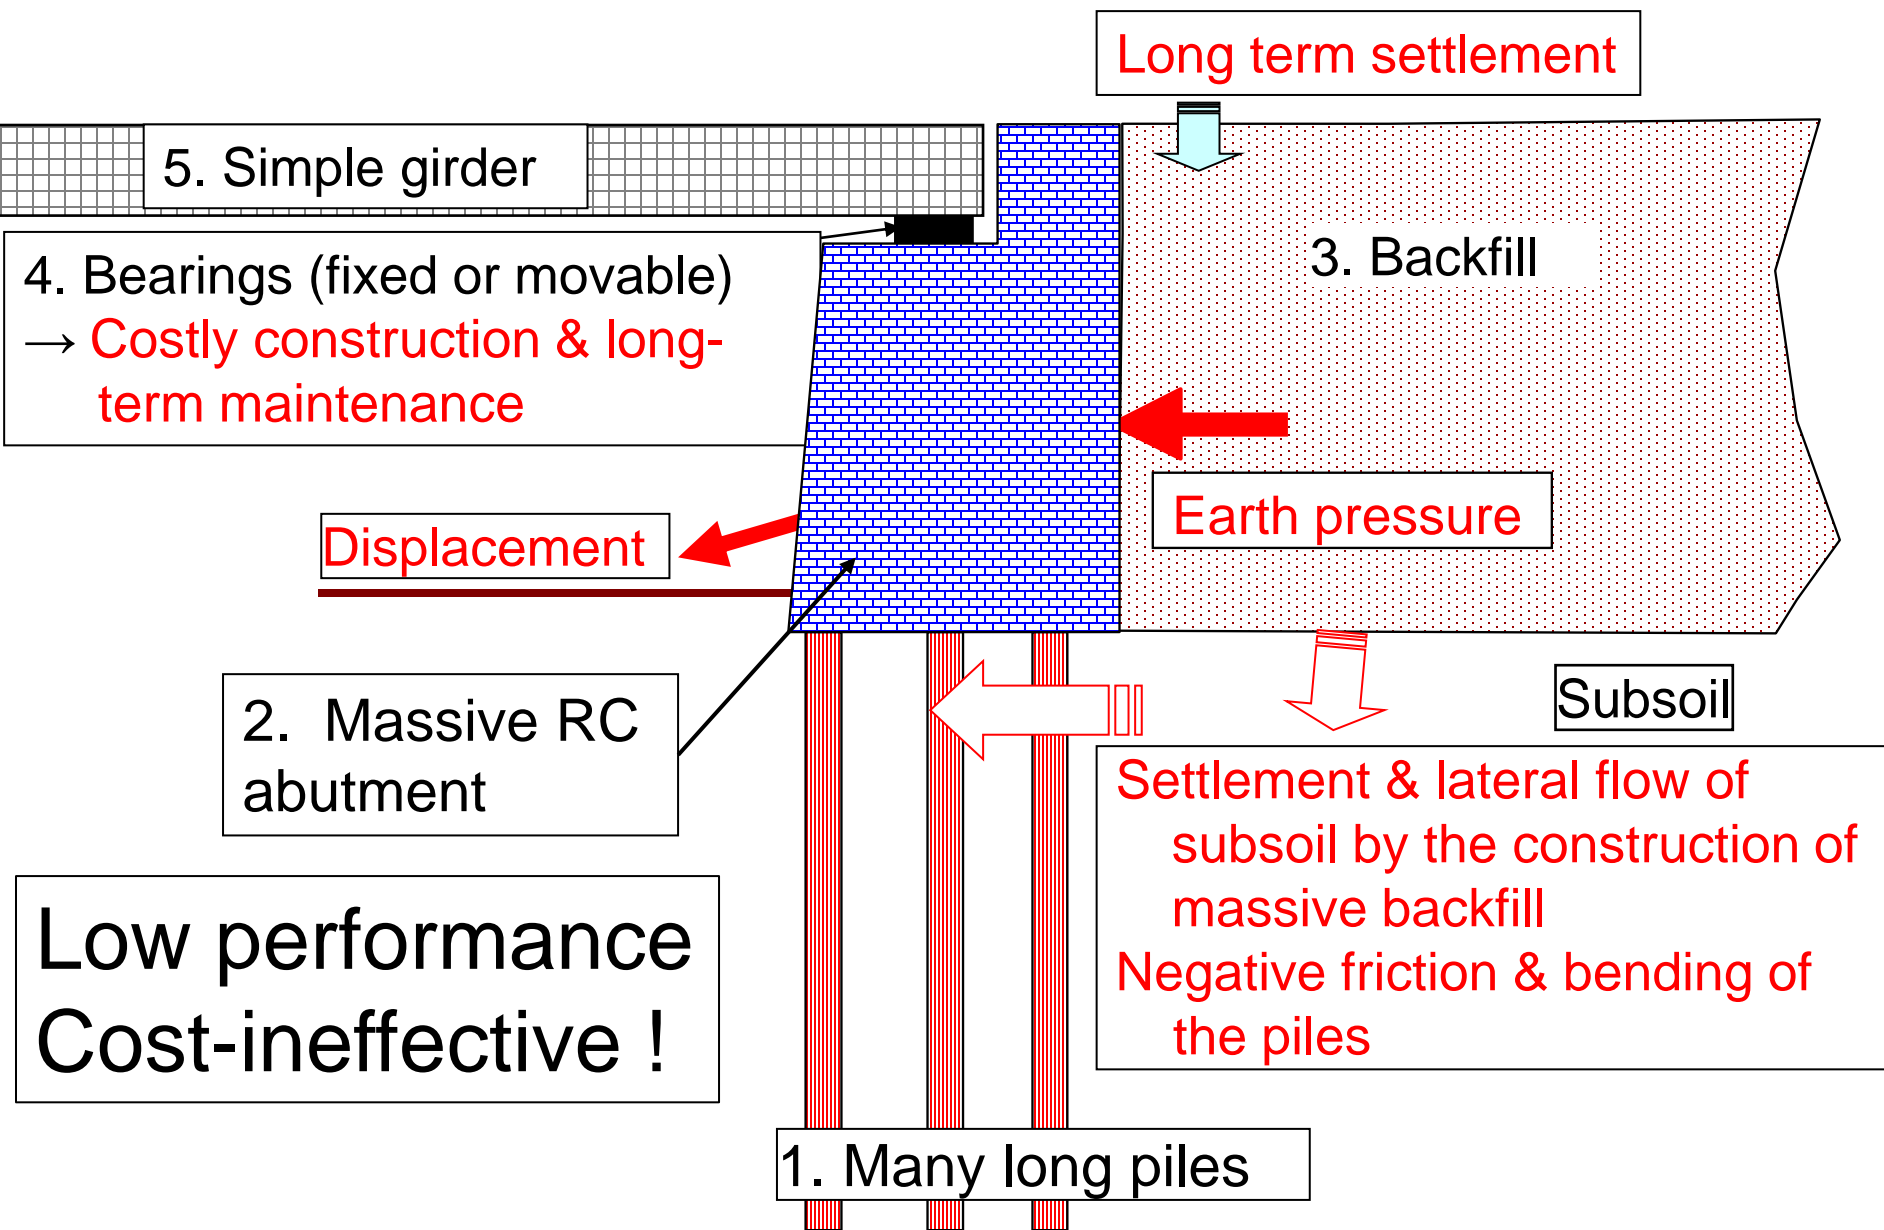 Long term settlement
5. Simple girder
4. Bearings (fixed or movable)
→ Costly construction & long-
term maintenance
3. Backfill
Earth pressure
Displacement
Subsoil
2. Massive RC
abutment
Settlement & lateral flow of
subsoil by the construction of
massive backfill
Negative friction & bending of
the piles
Low performance
Cost-ineffective !
1. Many long piles